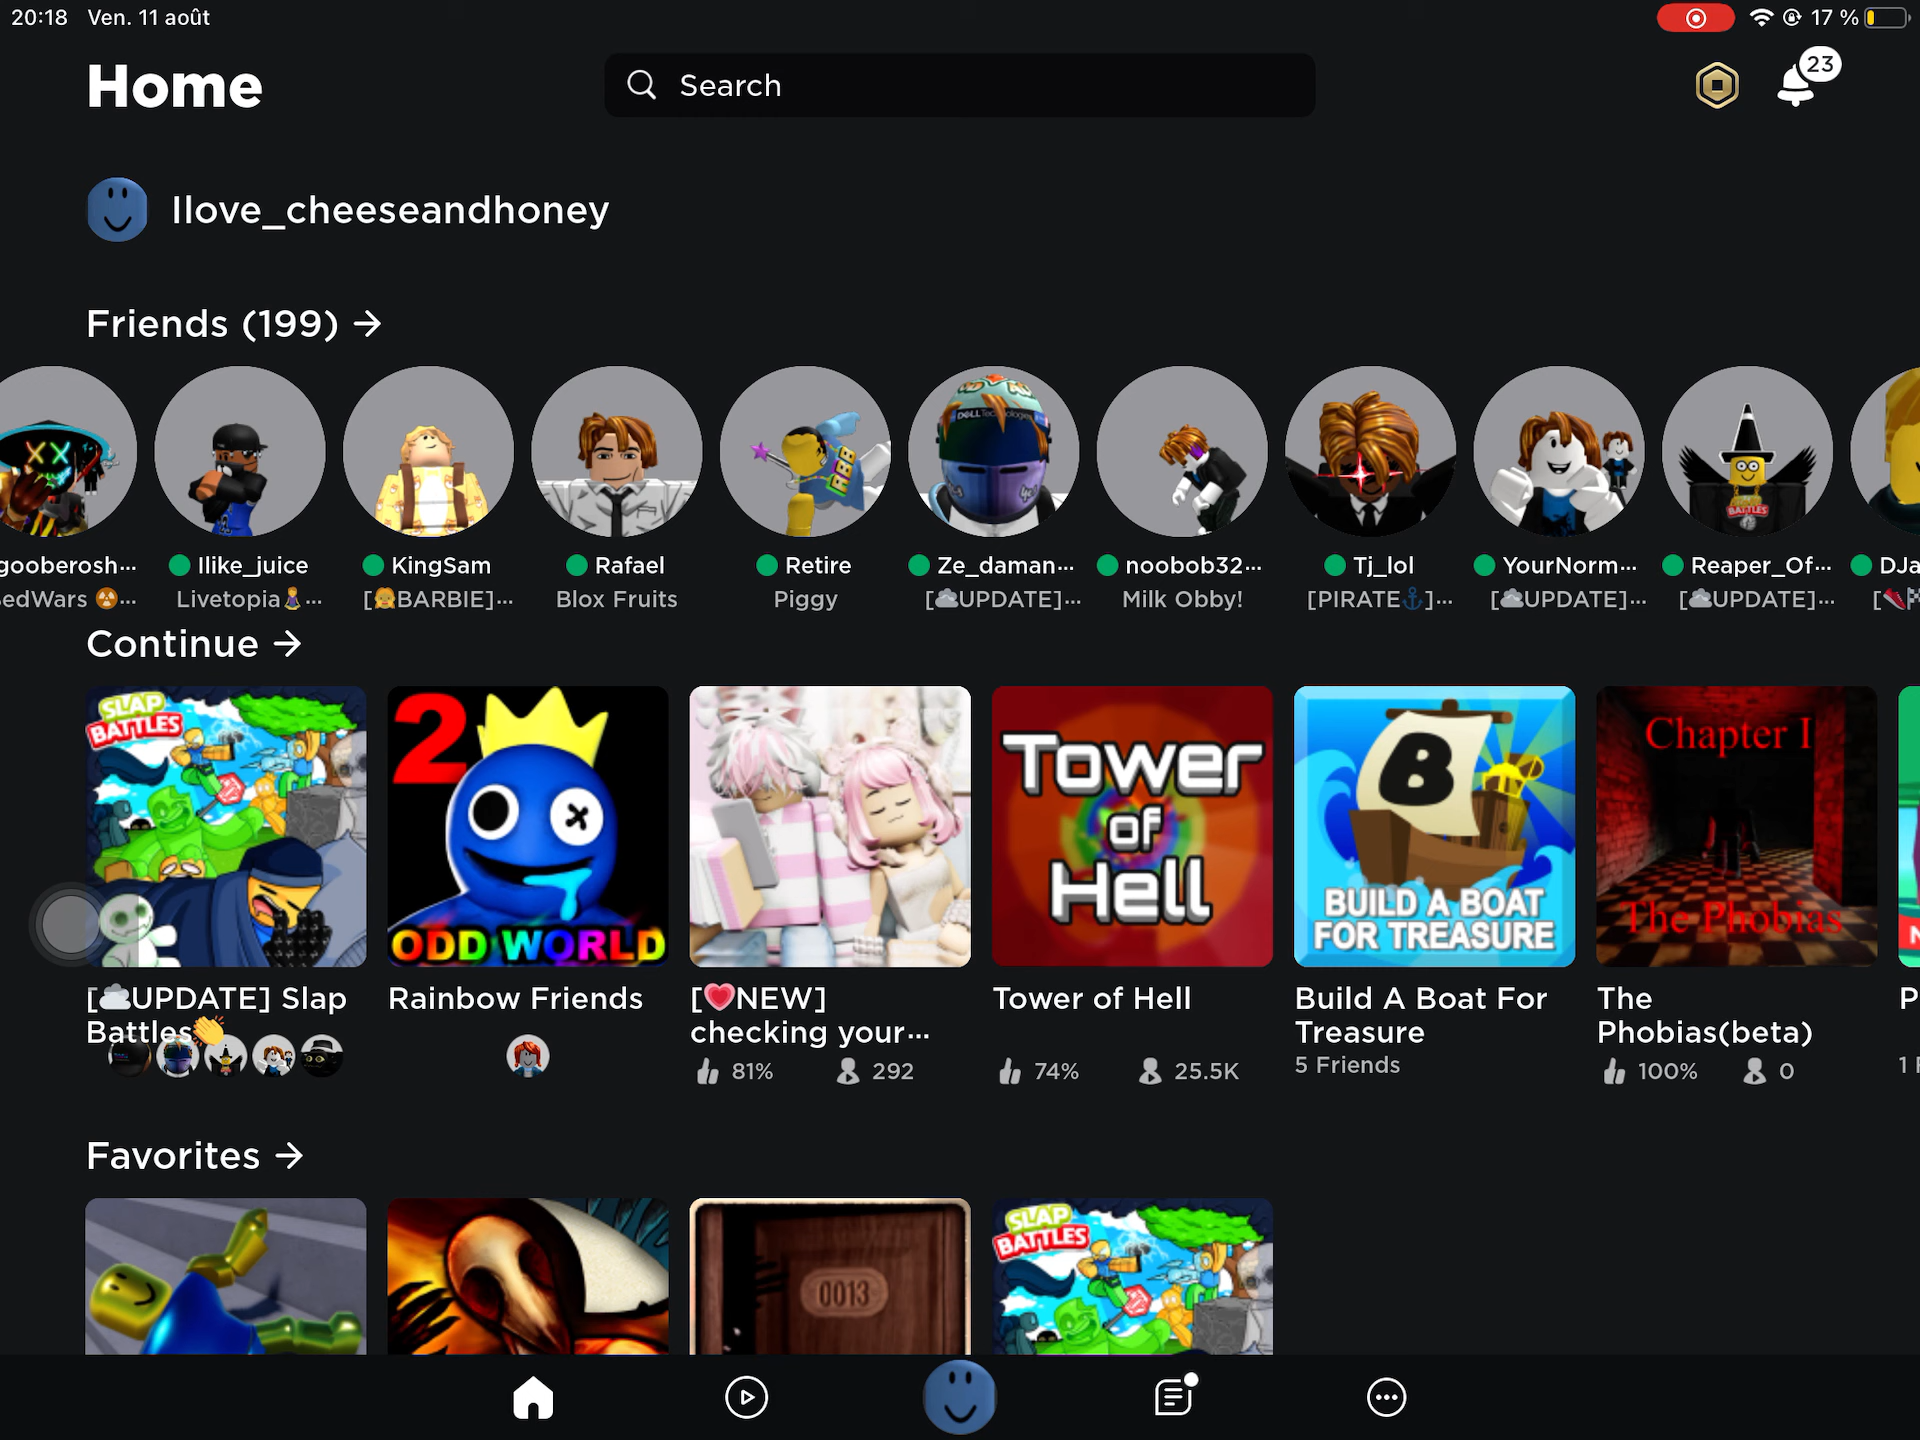 20:18 Ven. 11 août 17 %
Home
Search
23
Ilove_cheeseandhoney
Friends (199) →
gooberosh...
Ilike_juice
KingSam
Rafael
Retire
Ze_daman...
noobob32...
Tj_lol
YourNorm...
Reaper_Of...
DJa
edWars ☢️...
Livetopia...
[👧BARBIE]...
Blox Fruits
Piggy
[☁️UPDATE]...
Milk Obby!
[PIRATE⚓]...
[☁️UPDATE]...
[☁️UPDATE]...
[👟🏁
Continue →
SLAP
BATTLES
2
ODD WORLD
Tower
of
Hell
B
BUILD A BOAT
FOR TREASURE
Chapter I
The Phobias
N
[☁️UPDATE] Slap
Battles👏
Rainbow Friends
[💗NEW]
checking your...
81% 292
Tower of Hell
74% 25.5K
Build A Boat For
Treasure
5 Friends
The
Phobias(beta)
100% 0
P
1 F
Favorites →
0013
SLAP
BATTLES